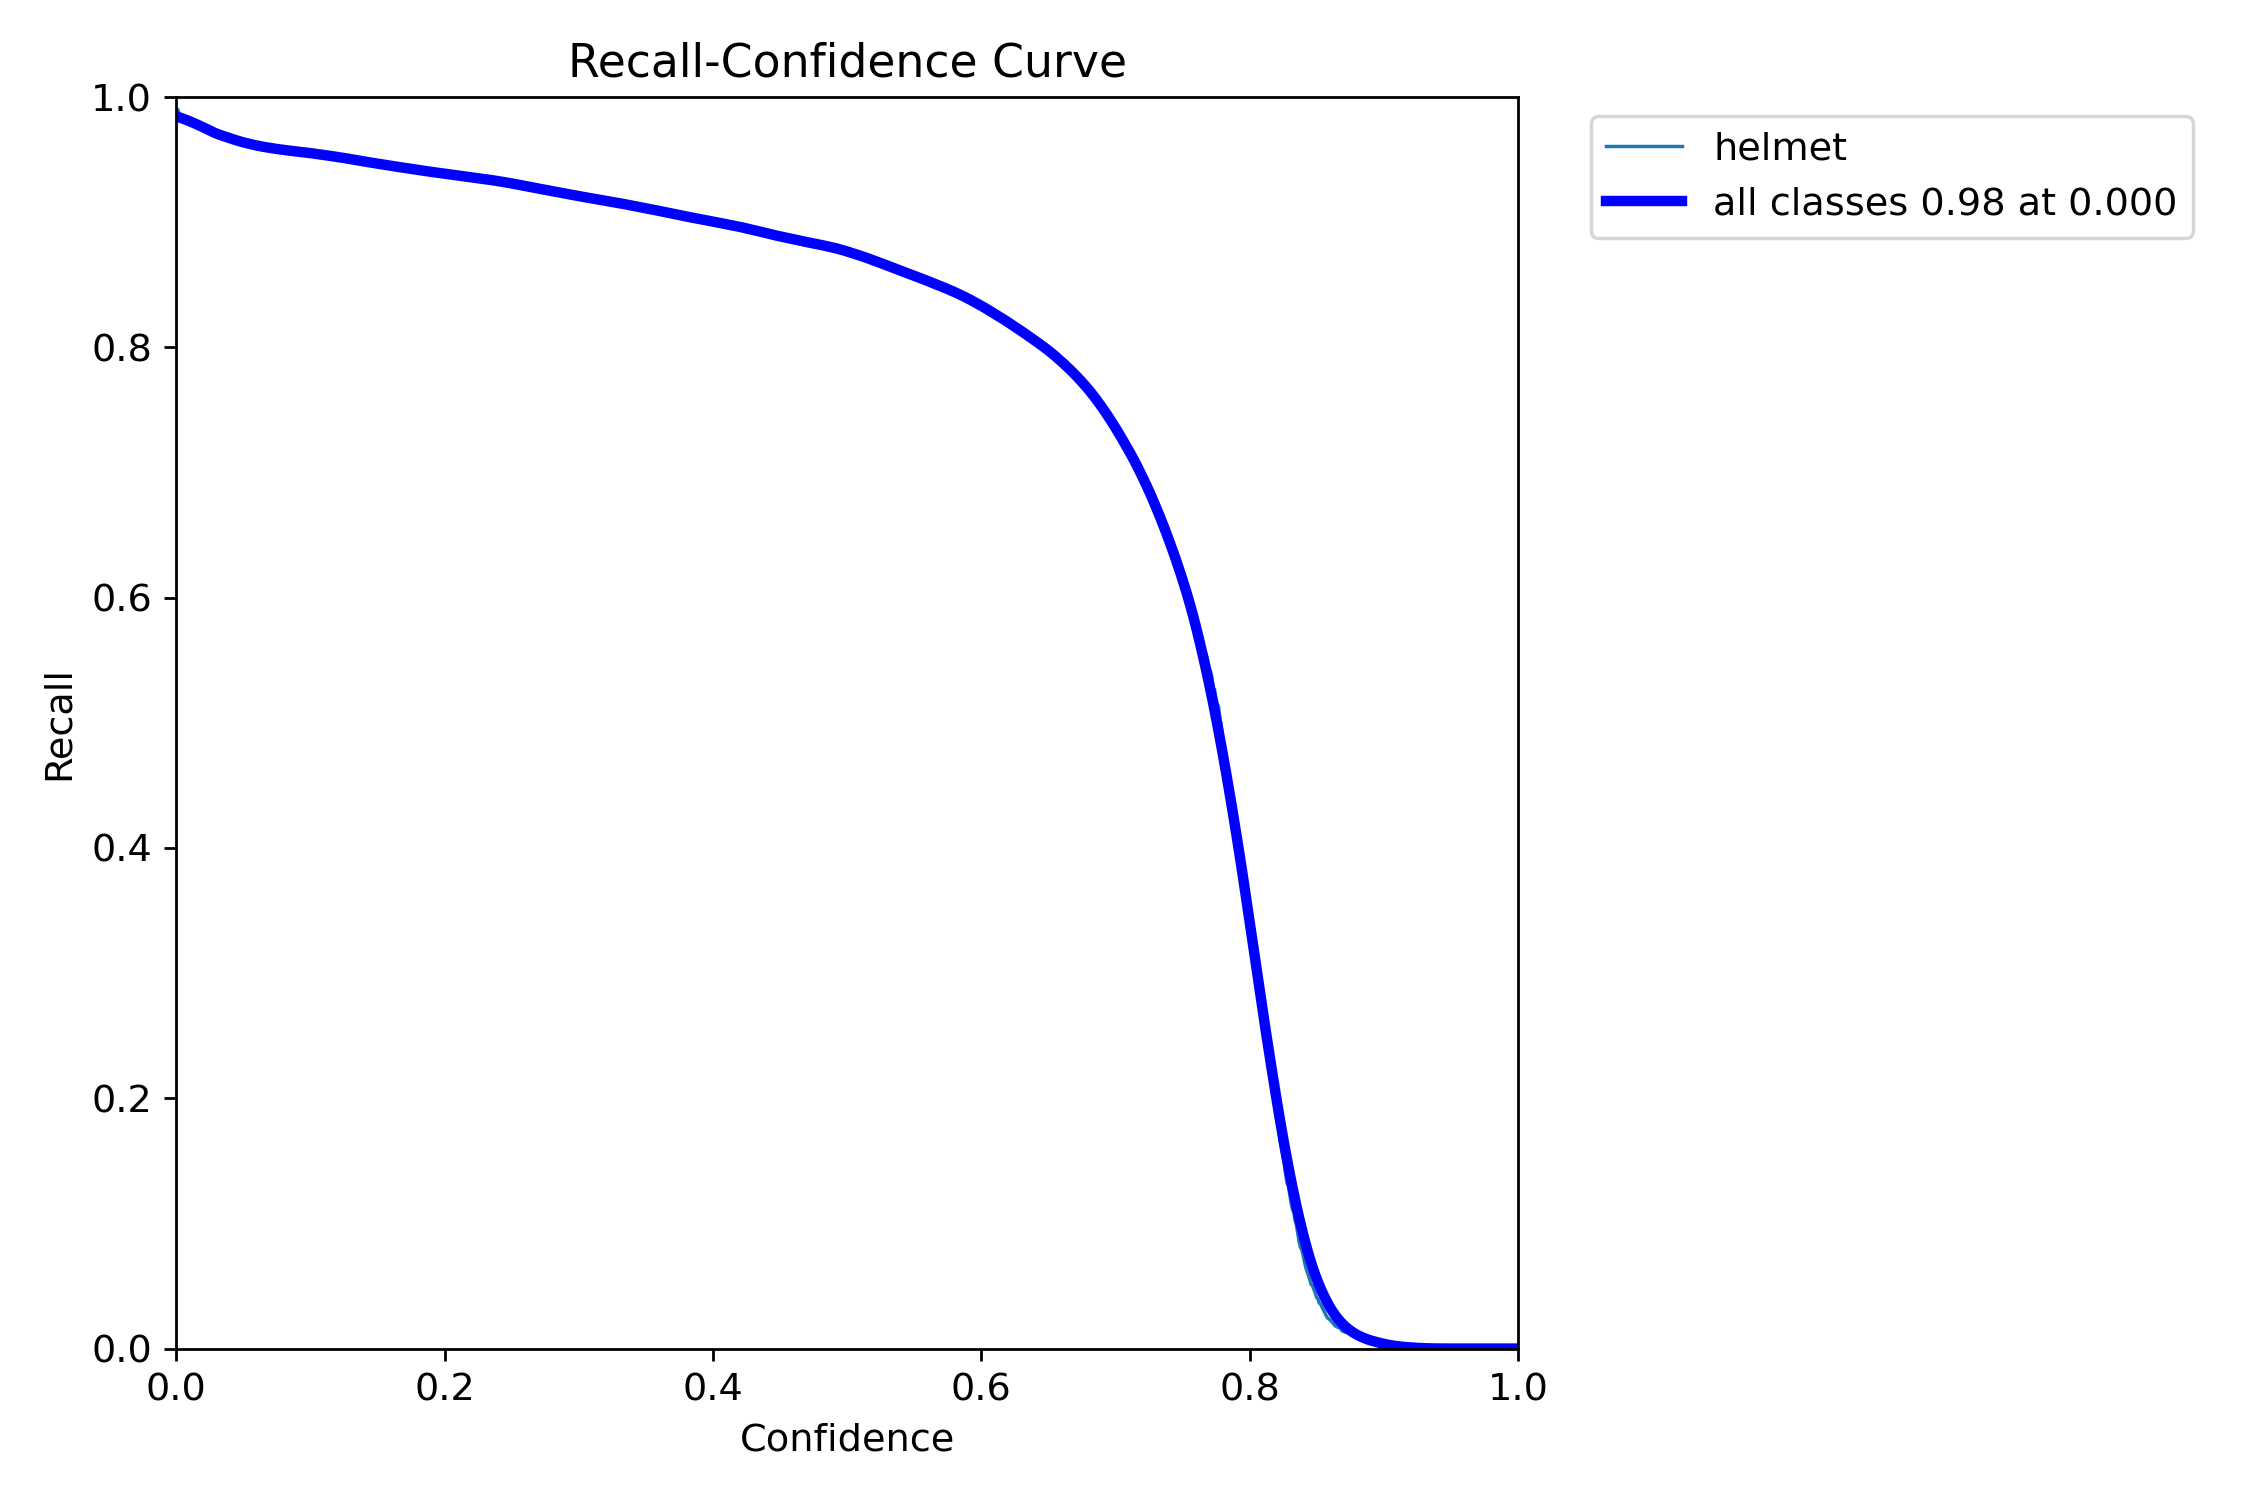 Recall-Confidence Curve
1.0
0.8
0.6
0.4
0.2
0.0
Recall
0.0 0.2 0.4 0.6 0.8 1.0
Confidence
helmet
all classes 0.98 at 0.000